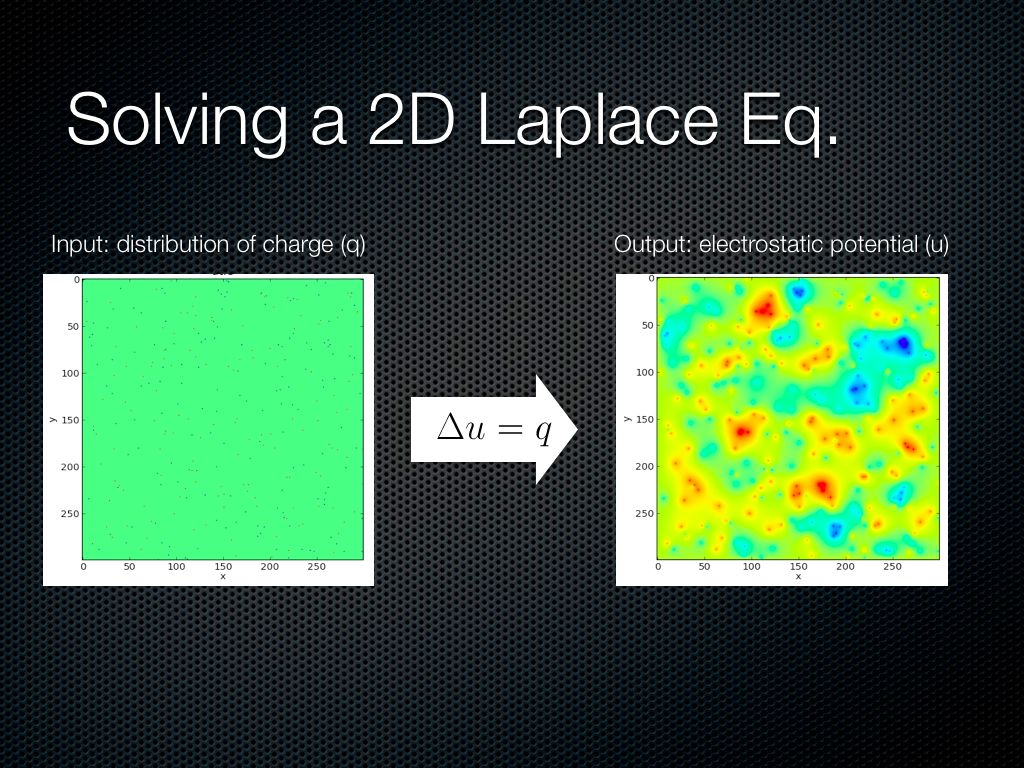 Solving a 2D Laplace Eq.
Input: distribution of charge (q)
0
50
100
150
200
250
y
0 50 100 150 200 250
x
Δu = q
Output: electrostatic potential (u)
0
50
100
150
200
250
y
0 50 100 150 200 250
x